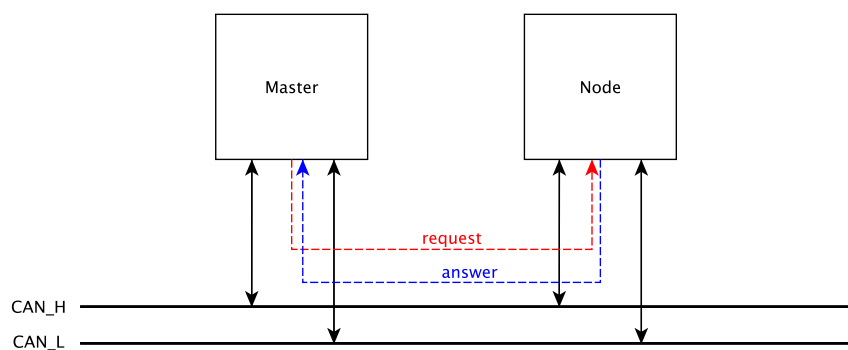 Master
Node
request
answer
CAN_H
CAN_L